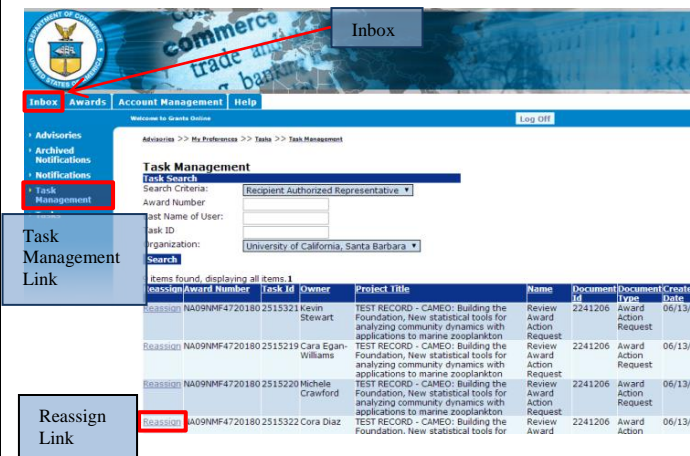 DEPARTMENT OF COMMERCE
UNITED STATES OF
commerce
trade and
banking
Inbox
Inbox Awards Account Management Help
Welcome to Grants Online Log Off
Advisories
Archived
Notifications
Notifications
Task
Management
Tasks
Task
Management
Link
Advisories >> My Preferences >> Tasks >> Task Management
Task Management
Task Search
Search Criteria: Recipient Authorized Representative
Award Number
Last Name of User:
Task ID
Organization: University of California, Santa Barbara
Search
items found, displaying all items.1
Reassign Award Number Task Id Owner Project Title Name Document Id Document Type Create Date
Reassign NA09NMF4720180 2515321 Kevin Stewart TEST RECORD - CAMEO: Building the Foundation, New statistical tools for analyzing community dynamics with applications to marine zooplankton Review Award Action Request 2241206 Award Action Request 06/13/
Reassign NA09NMF4720180 2515219 Cara Egan-Williams TEST RECORD - CAMEO: Building the Foundation, New statistical tools for analyzing community dynamics with applications to marine zooplankton Review Award Action Request 2241206 Award Action Request 06/13/
Reassign NA09NMF4720180 2515220 Michele Crawford TEST RECORD - CAMEO: Building the Foundation, New statistical tools for analyzing community dynamics with applications to marine zooplankton Review Award Action Request 2241206 Award Action Request 06/13/
Reassign NA09NMF4720180 2515322 Cora Diaz TEST RECORD - CAMEO: Building the Foundation, New statistical tools for Review Award 2241206 Award Action 06/13/
Reassign
Link